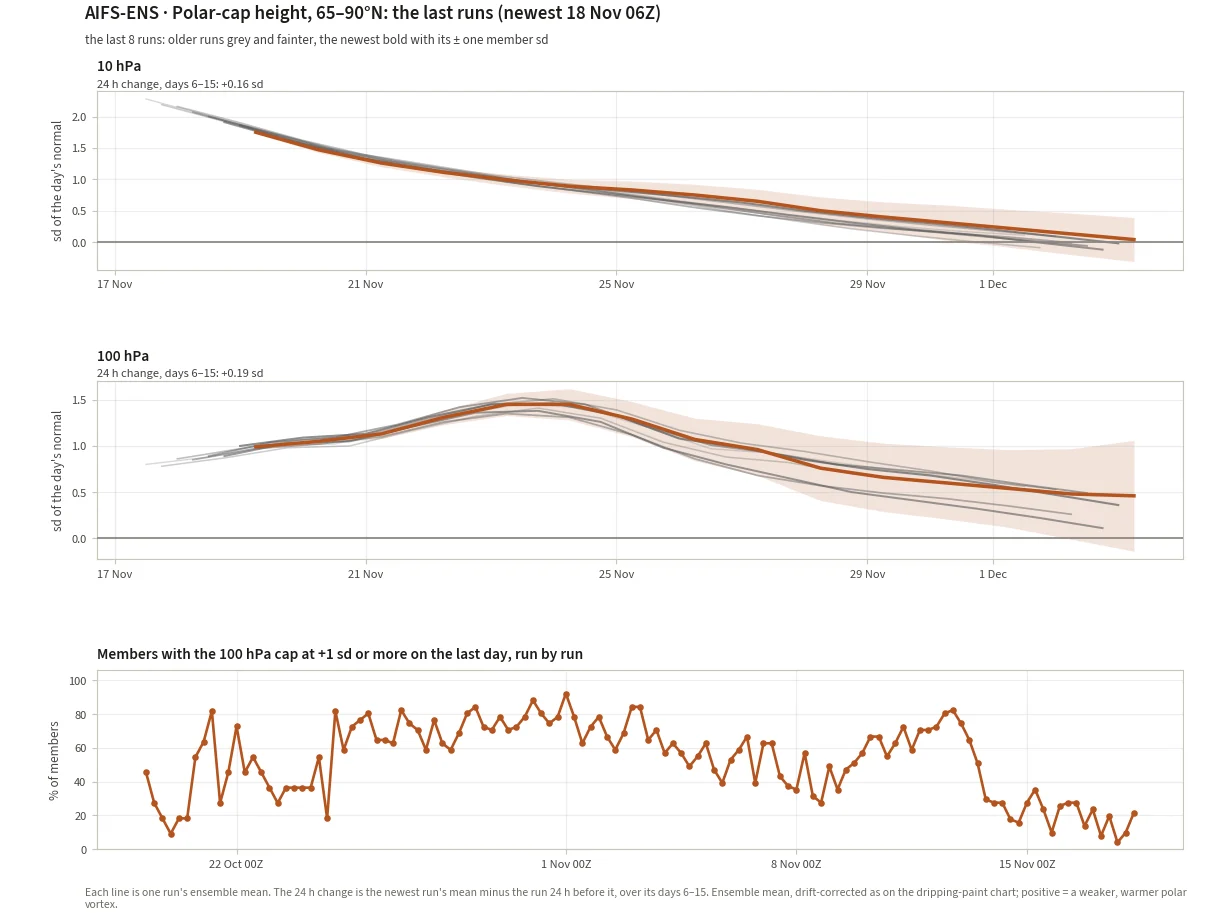 AIFS-ENS · Polar-cap height, 65–90°N: the last runs (newest 18 Nov 06Z)
the last 8 runs: older runs grey and fainter, the newest bold with its ± one member sd
10 hPa
24 h change, days 6–15: +0.16 sd
sd of the day's normal
2.0
1.5
1.0
0.5
0.0
17 Nov
21 Nov
25 Nov
29 Nov
1 Dec
100 hPa
24 h change, days 6–15: +0.19 sd
sd of the day's normal
1.5
1.0
0.5
0.0
17 Nov
21 Nov
25 Nov
29 Nov
1 Dec
Members with the 100 hPa cap at +1 sd or more on the last day, run by run
% of members
100
80
60
40
20
0
22 Oct 00Z
1 Nov 00Z
8 Nov 00Z
15 Nov 00Z
Each line is one run's ensemble mean. The 24 h change is the newest run's mean minus the run 24 h before it, over its days 6–15. Ensemble mean, drift-corrected as on the dripping-paint chart; positive = a weaker, warmer polar
vortex.